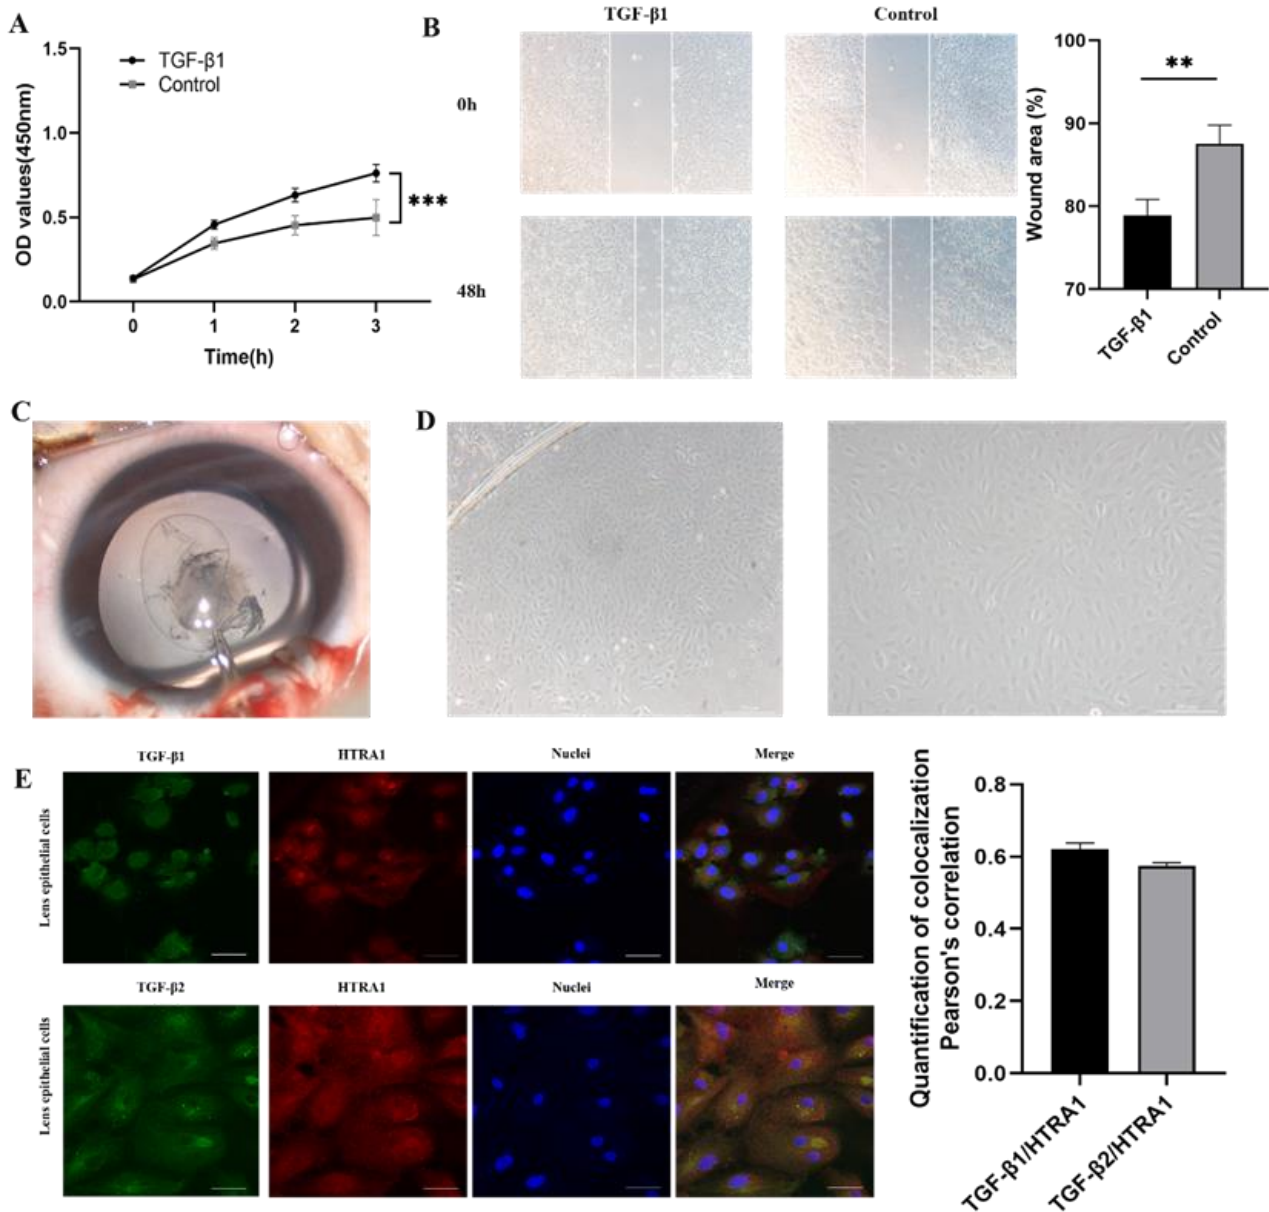 A
1.5
1.0
0.5
0.0
OD values(450nm)
TGF-β1
Control
***
0
1
2
3
Time(h)
B
TGF-β1
Control
0h
48h
100
90
80
70
Wound area (%)
**
TGF-β1
Control
C
D
E
TGF-β1
HTRA1
Nuclei
Merge
Lens epithelial cells
TGF-β2
HTRA1
Nuclei
Merge
Lens epithelial cells
Quantification of colocalization
Pearson's correlation
0.8
0.6
0.4
0.2
0.0
TGF-β1/HTRA1
TGF-β2/HTRA1